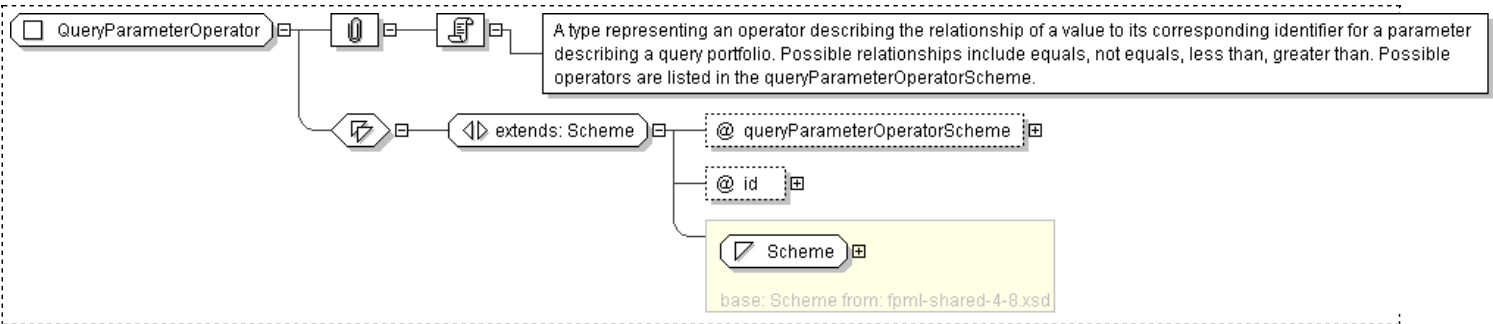 QueryParameterOperator
A type representing an operator describing the relationship of a value to its corresponding identifier for a parameter
describing a query portfolio. Possible relationships include equals, not equals, less than, greater than. Possible
operators are listed in the queryParameterOperatorScheme.
extends: Scheme
@ queryParameterOperatorScheme
@ id
Scheme
base: Scheme from: fpml-shared-4-8.xsd